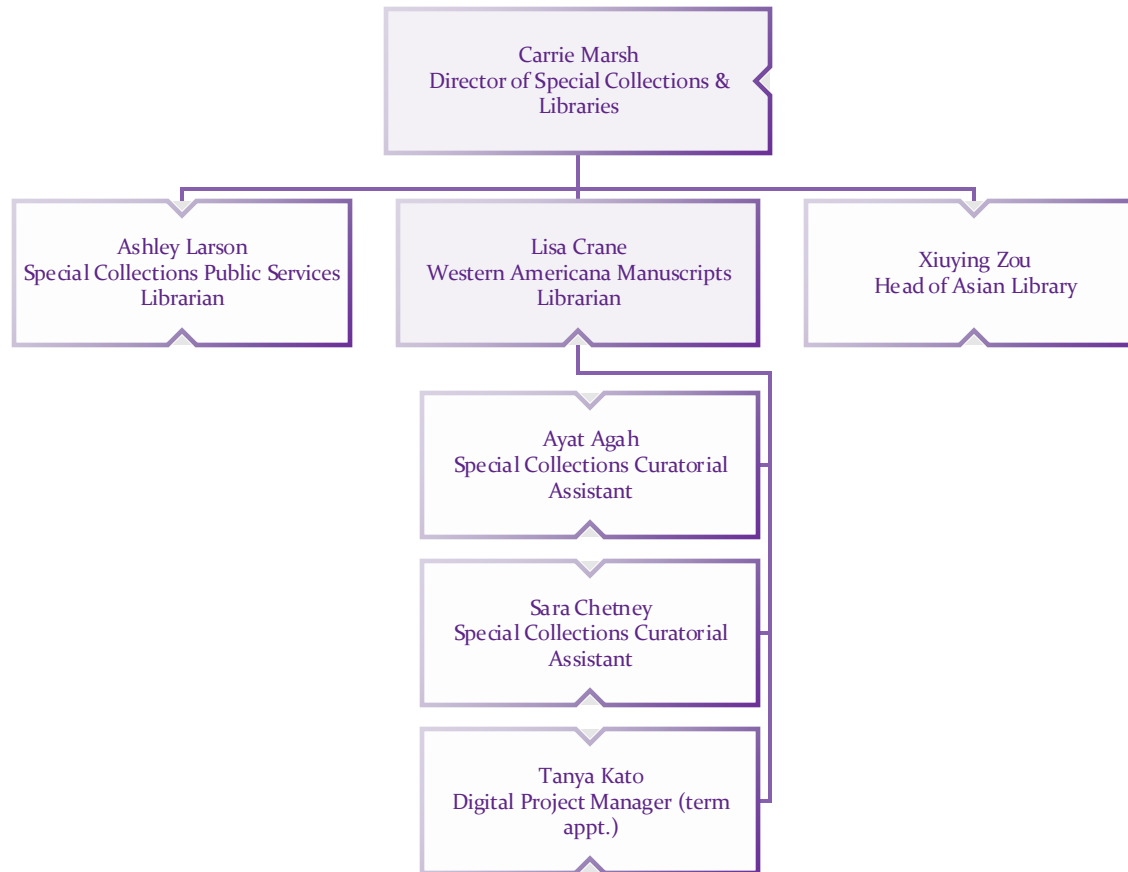 Carrie Marsh
Director of Special Collections &
Libraries
Ashley Larson
Special Collections Public Services
Librarian
Lisa Crane
Western Americana Manuscripts
Librarian
Xiuying Zou
Head of Asian Library
Ayat Agah
Special Collections Curatorial
Assistant
Sara Chetney
Special Collections Curatorial
Assistant
Tanya Kato
Digital Project Manager (term
appt.)